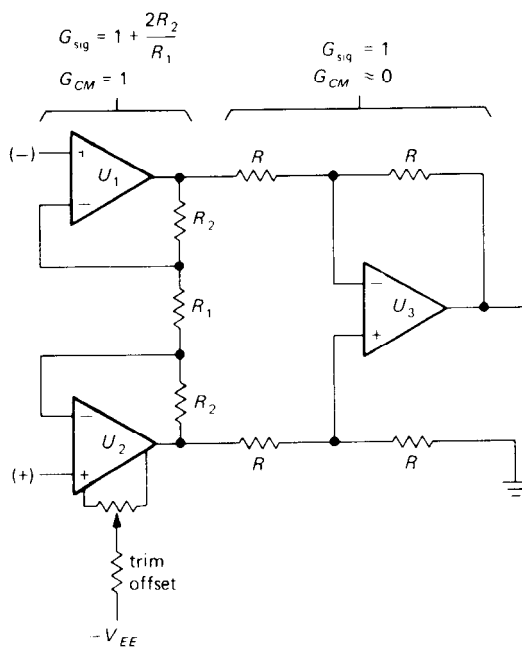 G_sig = 1 + 2R_2/R_1
G_CM = 1
G_sig = 1
G_CM ≈ 0
(−)
+
U_1
−
R
R
R_2
R_1
−
U_3
+
R_2
−
U_2
(+)
+
R
R
trim
offset
−V_EE